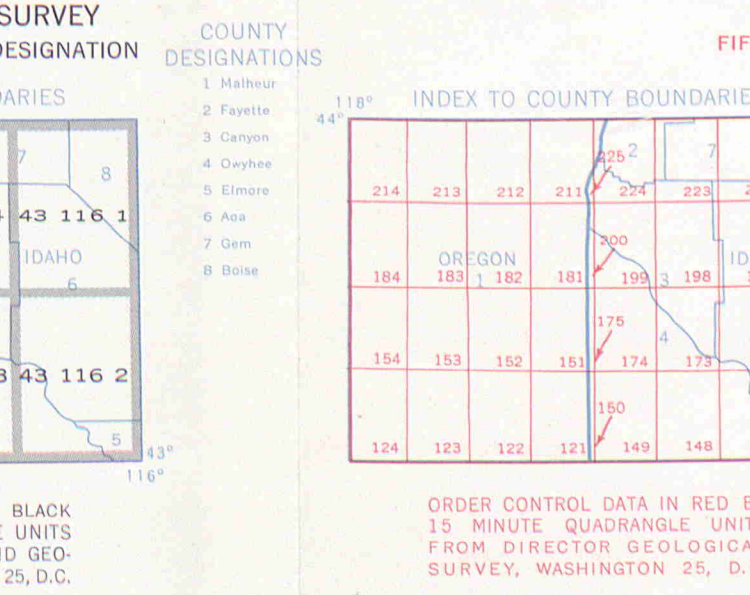 SURVEY
DESIGNATION
ARIES
7
8
43 116 1
IDAHO
6
43 116 2
5
43°
116°
BLACK
UNITS
GEO-
25, D.C.
COUNTY
DESIGNATIONS
1 Malheur
2 Fayette
3 Canyon
4 Owyhee
5 Elmore
6 Aoa
7 Gem
8 Boise
FIF
118°
INDEX TO COUNTY BOUNDARIE
44°
225 2 7
214 213 212 211 224 223
200
OREGON ID
184 183 1 182 181 199 3 198
175
4
154 153 152 151 174 173
150
124 123 122 121 149 148
ORDER CONTROL DATA IN RED
15 MINUTE QUADRANGLE UNIT
FROM DIRECTOR GEOLOGICA
SURVEY, WASHINGTON 25, D.